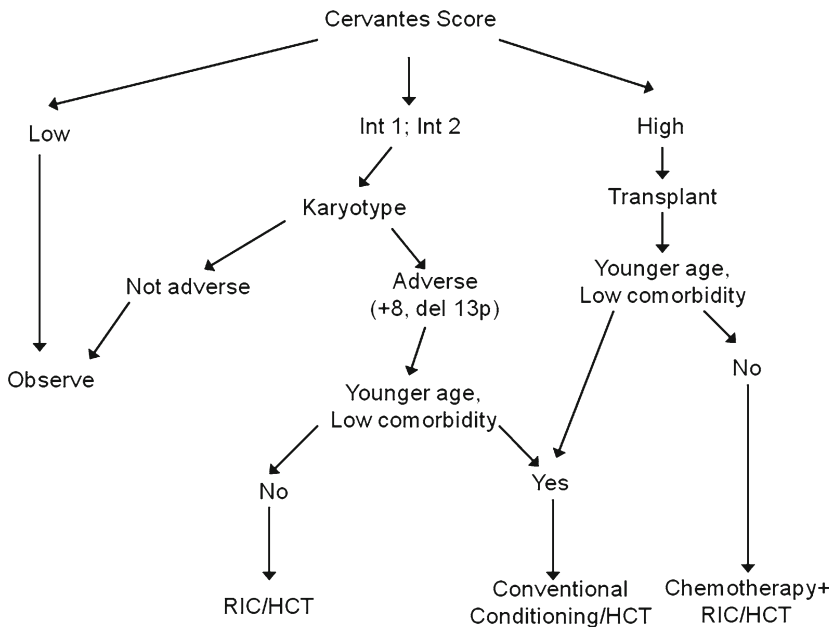 Cervantes Score
Low
Int 1; Int 2
High
Karyotype
Transplant
Not adverse
Adverse
(+8, del 13p)
Younger age,
Low comorbidity
Observe
Younger age,
Low comorbidity
No
No
Yes
RIC/HCT
Conventional
Conditioning/HCT
Chemotherapy+
RIC/HCT